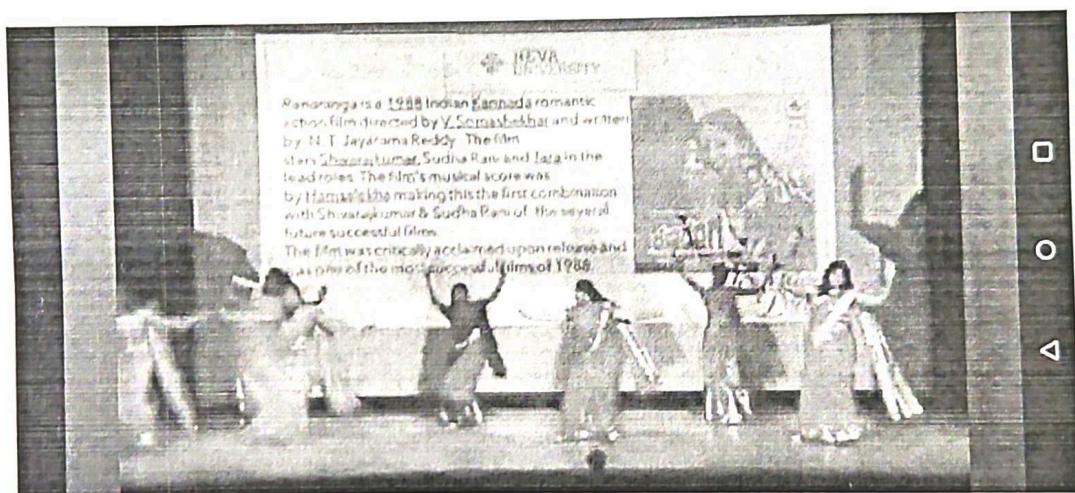 REVA
UNIVERSITY
Ranaranga is a 1988 Indian Kannada romantic
action film directed by V. Somashekhar and written
by N. T. Jayarama Reddy. The film
stars Shivarajkumar, Sudha Rani and Tara in the
lead roles. The film's musical score was
by Hamsalekha making this the first combination
with Shivarajkumar & Sudha Rani of the several
future successful films.
The film was critically acclaimed upon release and
was one of the most successful films of 1988.